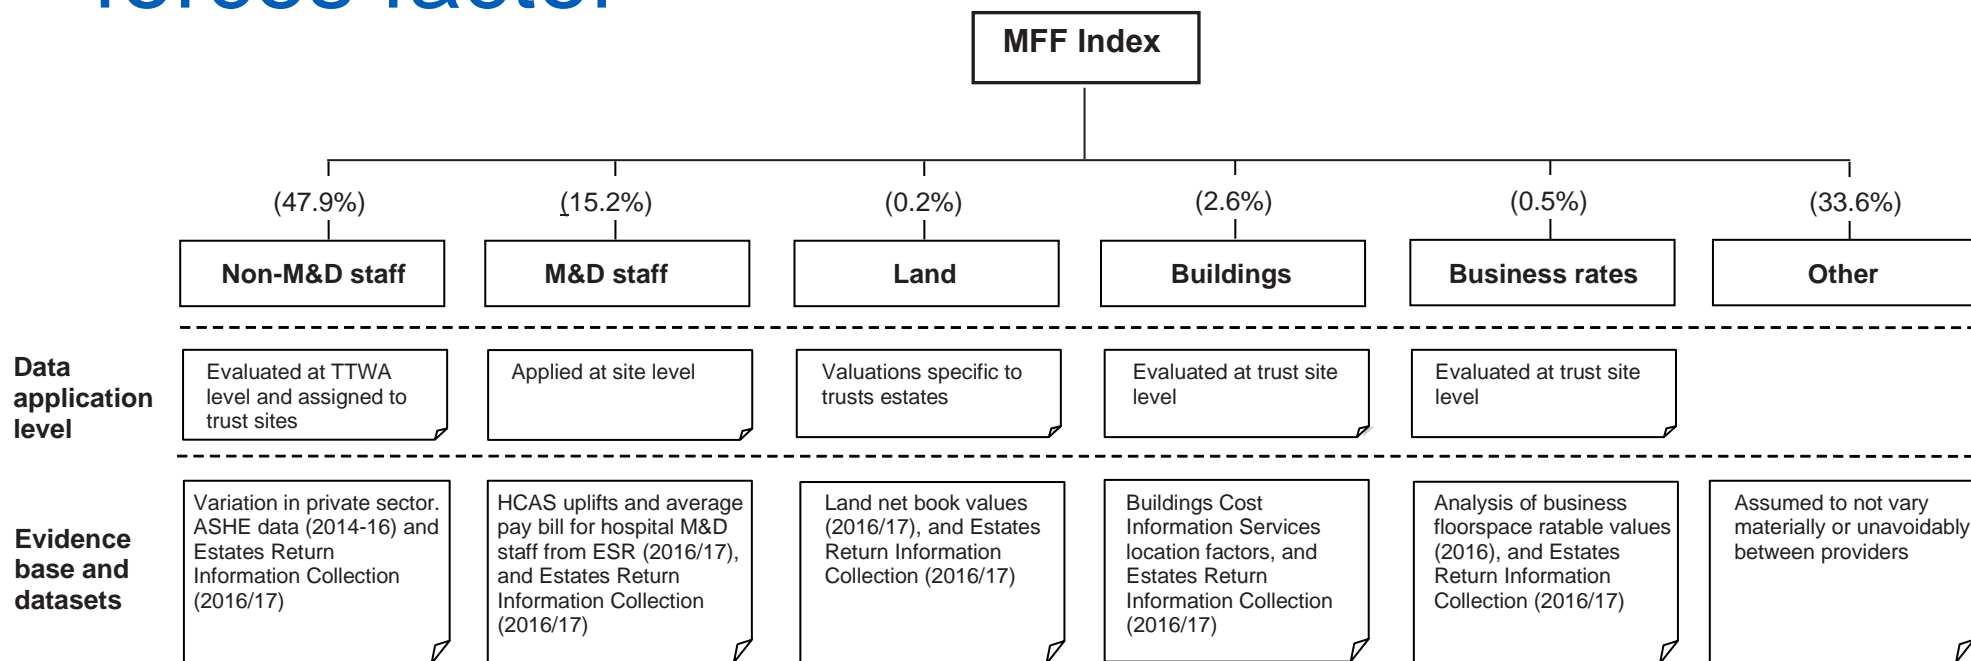 forces factor
MFF Index
(47.9%)
(15.2%)
(0.2%)
(2.6%)
(0.5%)
(33.6%)
Non-M&D staff
M&D staff
Land
Buildings
Business rates
Other
Data
application
level
Evaluated at TTWA
level and assigned to
trust sites
Applied at site level
Valuations specific to
trusts estates
Evaluated at trust site
level
Evaluated at trust site
level
Evidence
base and
datasets
Variation in private sector.
ASHE data (2014-16) and
Estates Return
Information Collection
(2016/17)
HCAS uplifts and average
pay bill for hospital M&D
staff from ESR (2016/17),
and Estates Return
Information Collection
(2016/17)
Land net book values
(2016/17), and Estates
Return Information
Collection (2016/17)
Buildings Cost
Information Services
location factors, and
Estates Return
Information Collection
(2016/17)
Analysis of business
floorspace ratable values
(2016), and Estates
Return Information
Collection (2016/17)
Assumed to not vary
materially or unavoidably
between providers